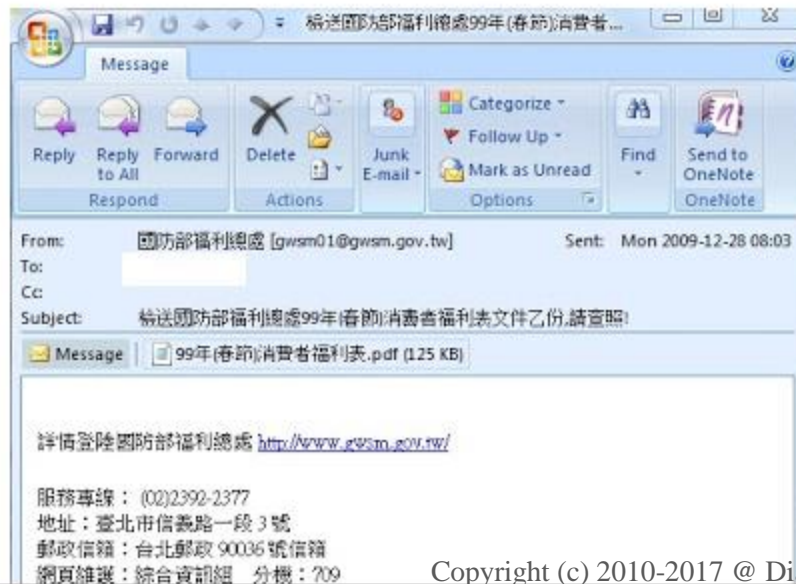 檢送國防部福利總處99年(春節)消費者...
Message
Reply
Reply to All
Forward
Delete
Junk E-mail
Categorize
Follow Up
Mark as Unread
Find
Send to OneNote
Respond
Actions
Options
OneNote
From: 國防部福利總處 [gwsm01@gwsm.gov.tw] Sent: Mon 2009-12-28 08:03
To:
Cc:
Subject: 檢送國防部福利總處99年(春節)消費者福利表文件乙份,請查照!
Message 99年(春節)消費者福利表.pdf (125 KB)
詳情登陸國防部福利總處 http://www.gwsm.gov.tw/
服務專線： (02)2392-2377
地址：臺北市信義路一段 3 號
郵政信箱：台北郵政 90036 號信箱
網頁維護：綜合資訊組 分機：709
Copyright (c) 2010-2017 @ Di